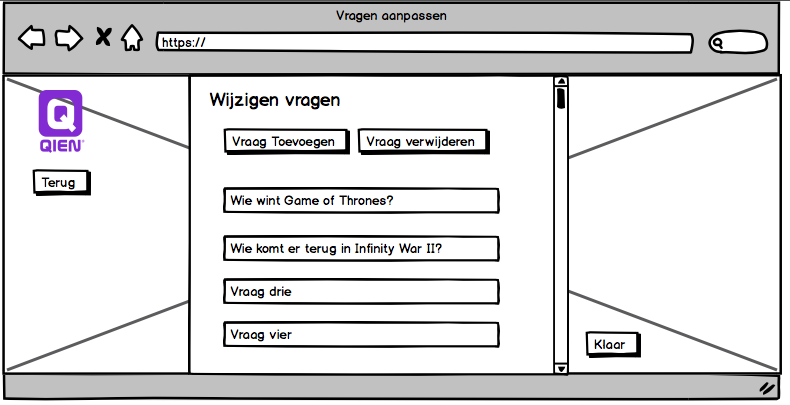 Vragen aanpassen
https://
Wijzigen vragen
QIEN
Vraag Toevoegen
Vraag verwijderen
Terug
Wie wint Game of Thrones?
Wie komt er terug in Infinity War II?
Vraag drie
Vraag vier
Klaar